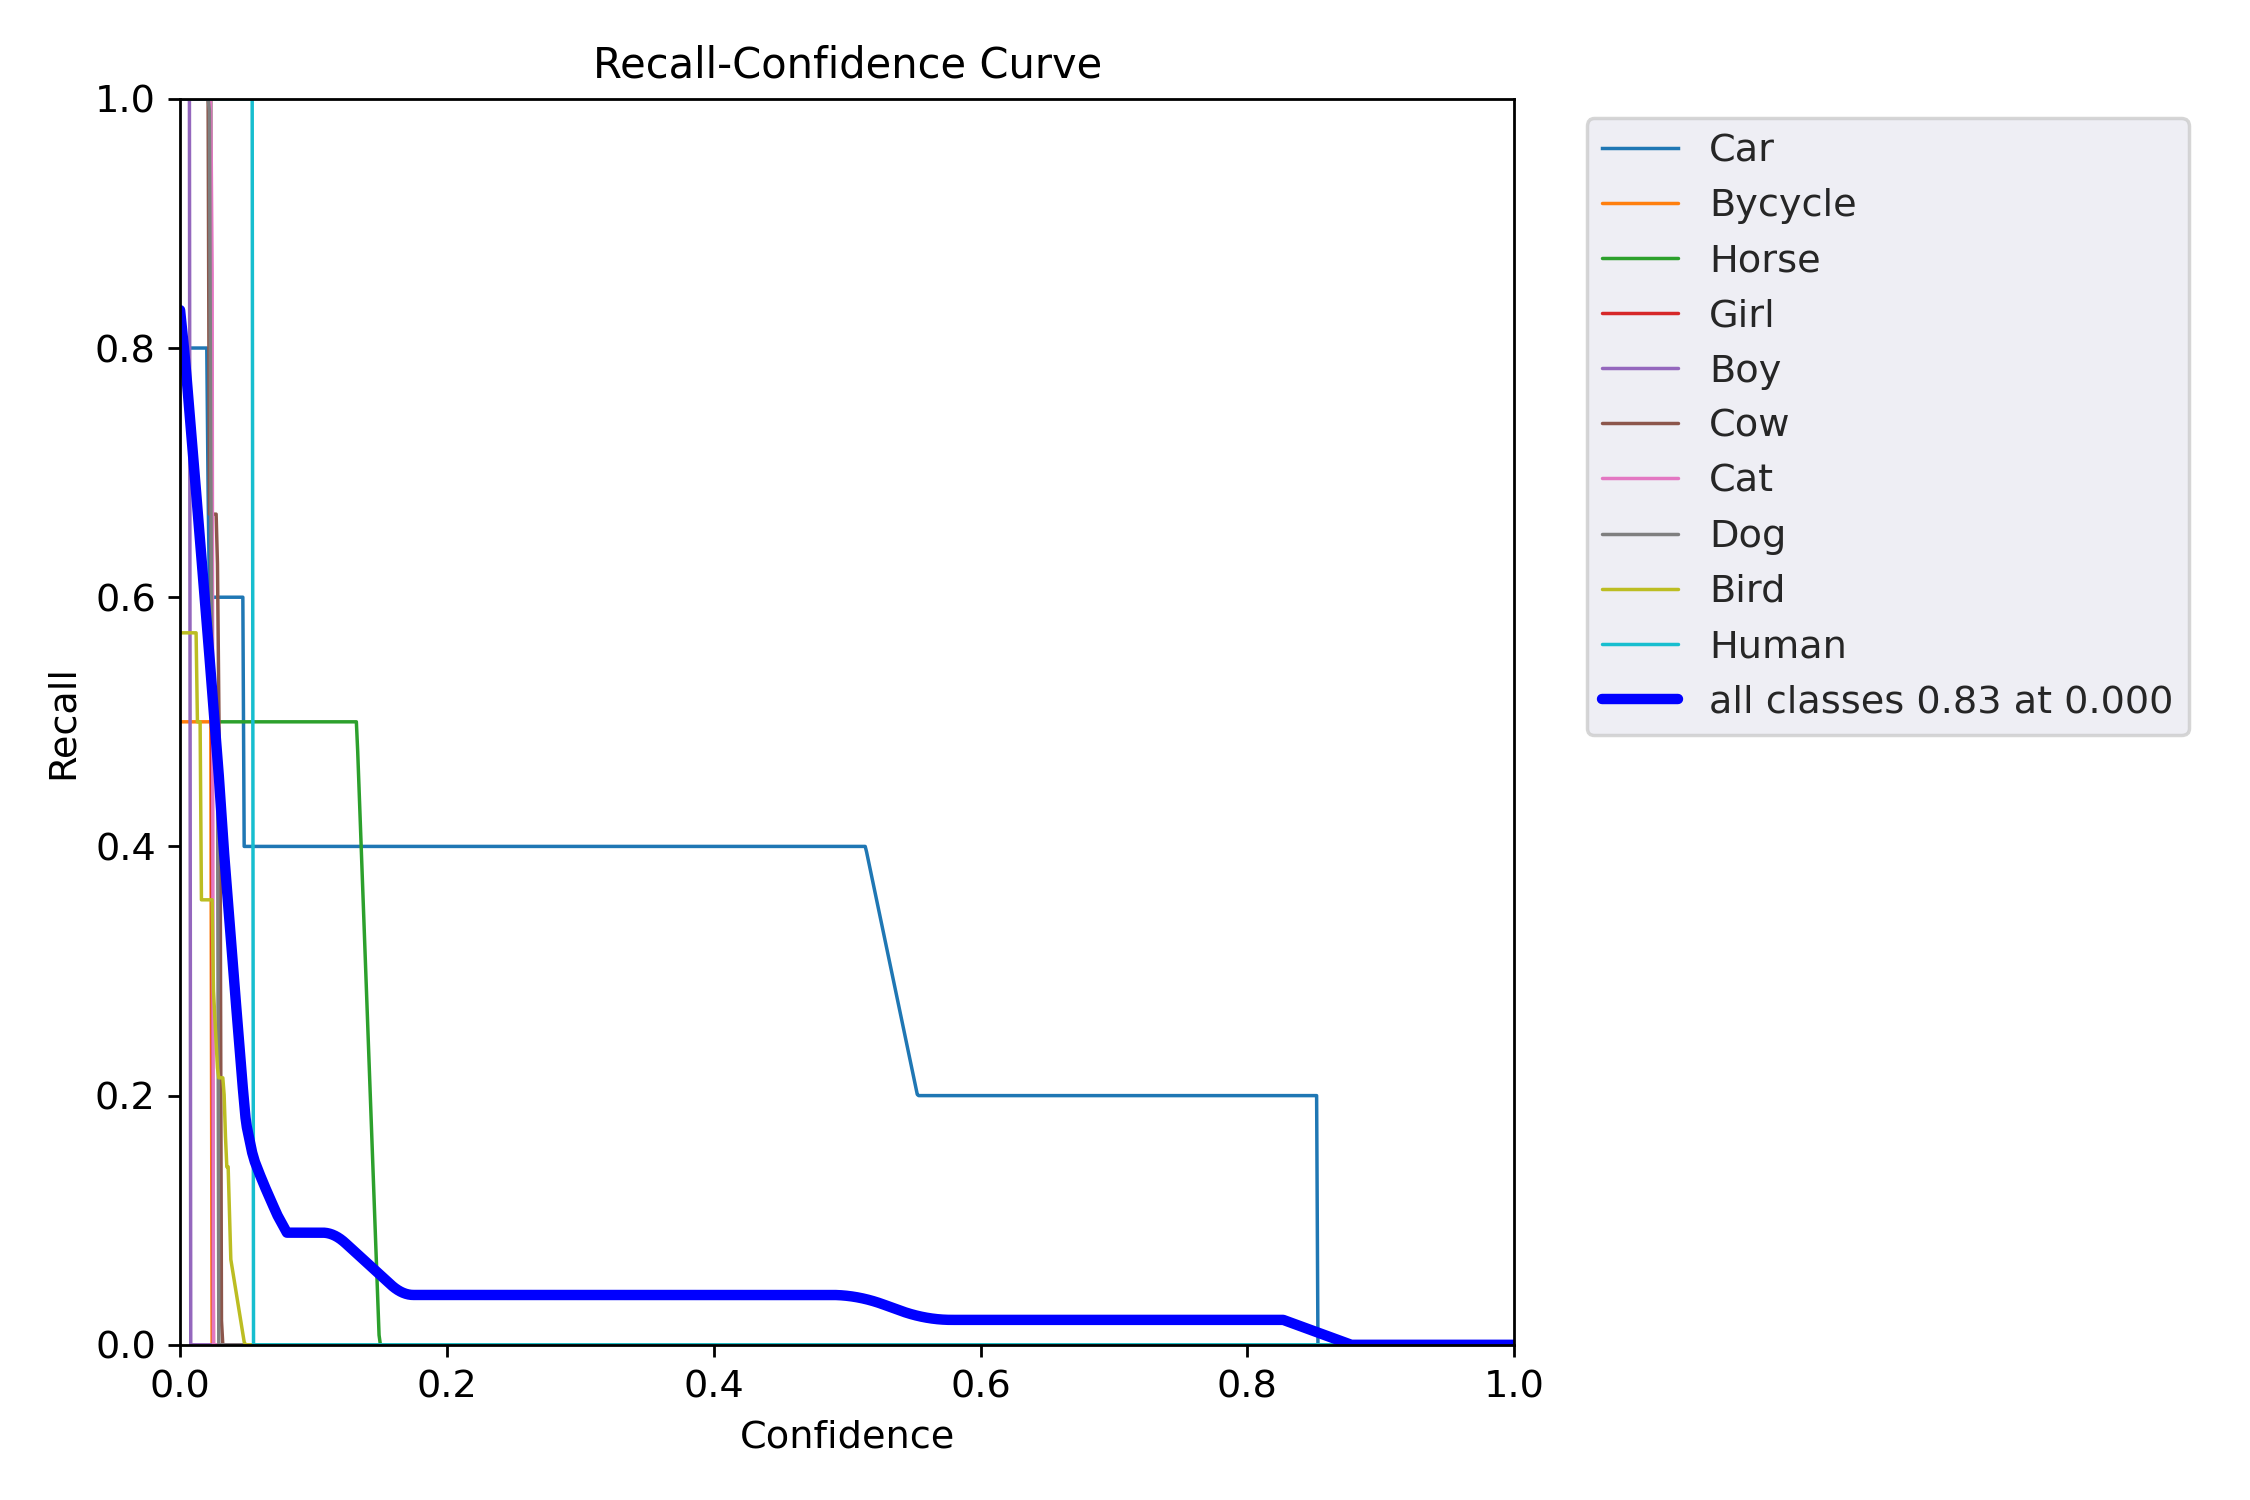 Recall-Confidence Curve
1.0
0.8
0.6
0.4
0.2
0.0
Recall
0.0 0.2 0.4 0.6 0.8 1.0
Confidence
Car
Bycycle
Horse
Girl
Boy
Cow
Cat
Dog
Bird
Human
all classes 0.83 at 0.000